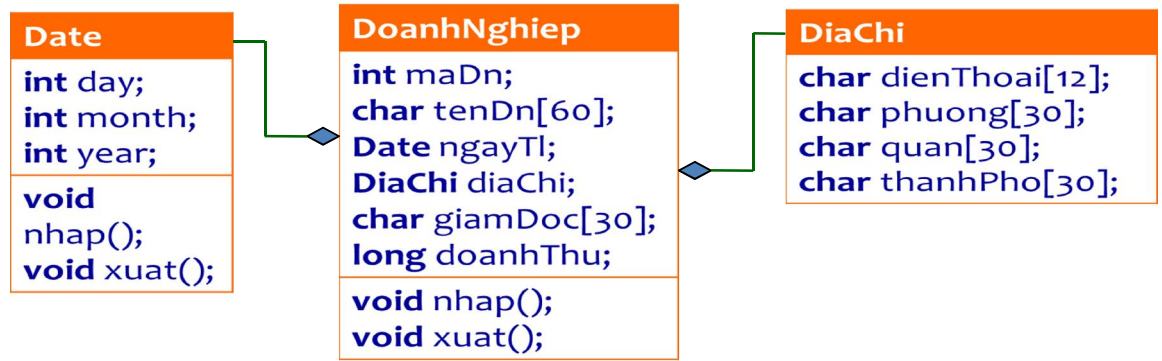 Date
int day;
int month;
int year;
void
nhap();
void xuat();
DoanhNghiep
int maDn;
char tenDn[60];
Date ngayTl;
DiaChi diaChi;
char giamDoc[30];
long doanhThu;
void nhap();
void xuat();
DiaChi
char dienThoai[12];
char phuong[30];
char quan[30];
char thanhPho[30];